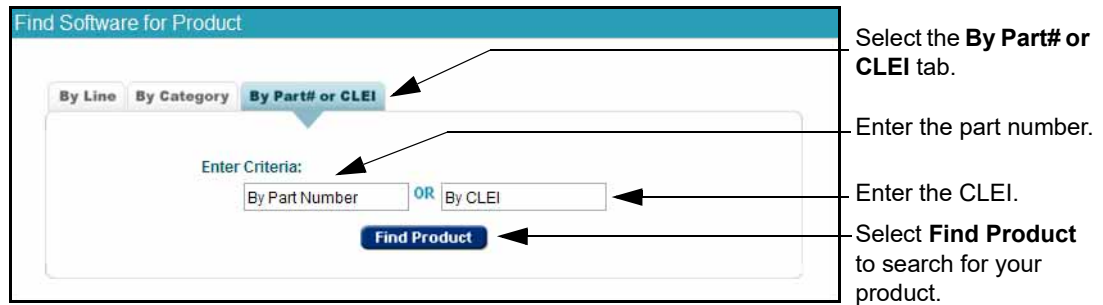 Find Software for Product
By Line By Category By Part# or CLEI
Enter Criteria:
By Part Number OR By CLEI
Find Product
Select the By Part# or
CLEI tab.
Enter the part number.
Enter the CLEI.
Select Find Product
to search for your
product.